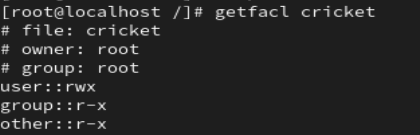 [root@localhost /]# getfacl cricket
# file: cricket
# owner: root
# group: root
user::rwx
group::r-x
other::r-x